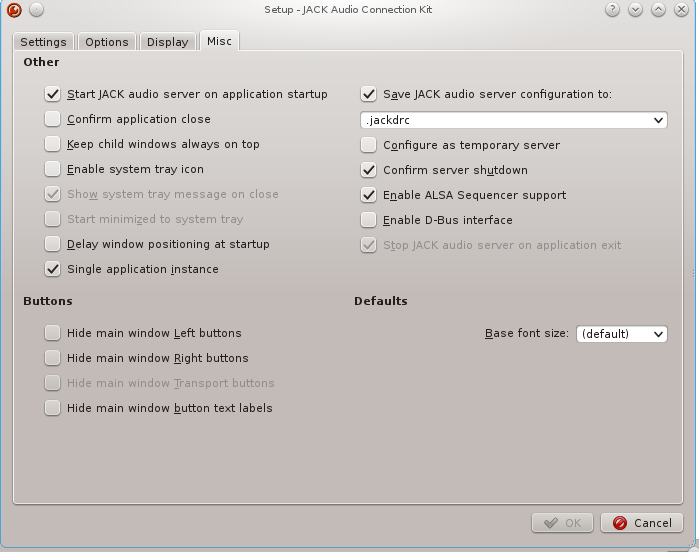 Setup - JACK Audio Connection Kit
Settings
Options
Display
Misc
Other
Start JACK audio server on application startup
Confirm application close
Keep child windows always on top
Enable system tray icon
Show system tray message on close
Start minimized to system tray
Delay window positioning at startup
Single application instance
Save JACK audio server configuration to:
.jackdrc
Configure as temporary server
Confirm server shutdown
Enable ALSA Sequencer support
Enable D-Bus interface
Stop JACK audio server on application exit
Buttons
Hide main window Left buttons
Hide main window Right buttons
Hide main window Transport buttons
Hide main window button text labels
Defaults
Base font size: (default)
OK
Cancel